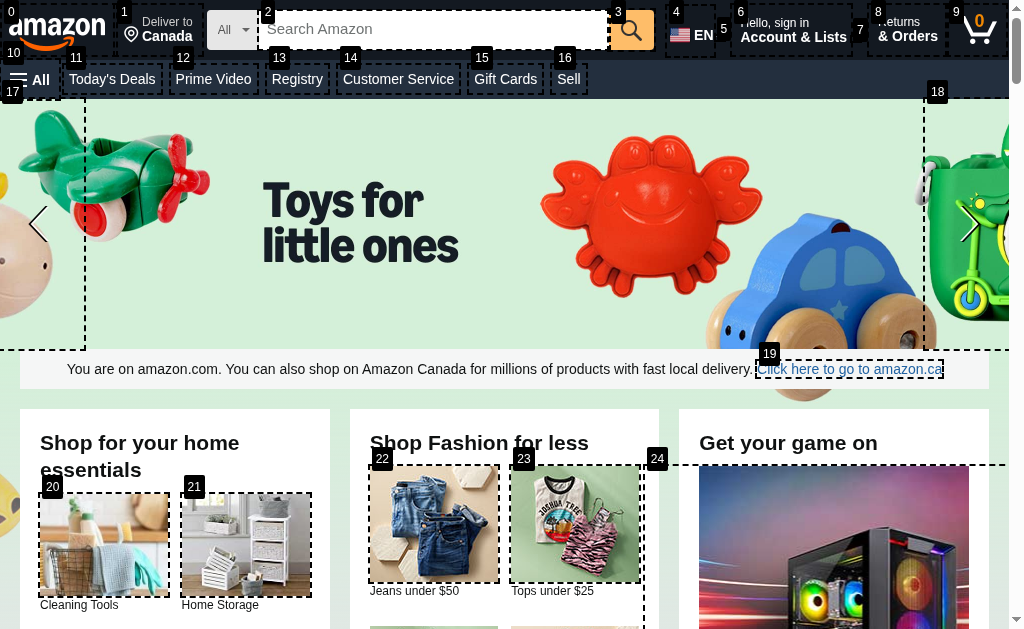 0
1
2
3
4
5
6
7
8
9
amazon
Deliver to
Canada
All
Search Amazon
EN
Hello, sign in
Account & Lists
Returns
& Orders
0
10
11
12
13
14
15
16
All
Today's Deals
Prime Video
Registry
Customer Service
Gift Cards
Sell
17
18
Toys for
little ones
19
You are on amazon.com. You can also shop on Amazon Canada for millions of products with fast local delivery. Click here to go to amazon.ca
Shop for your home
essentials
20
21
Cleaning Tools
Home Storage
Shop Fashion for less
22
23
JOSHUA TREE
Jeans under $50
Tops under $25
Get your game on
24